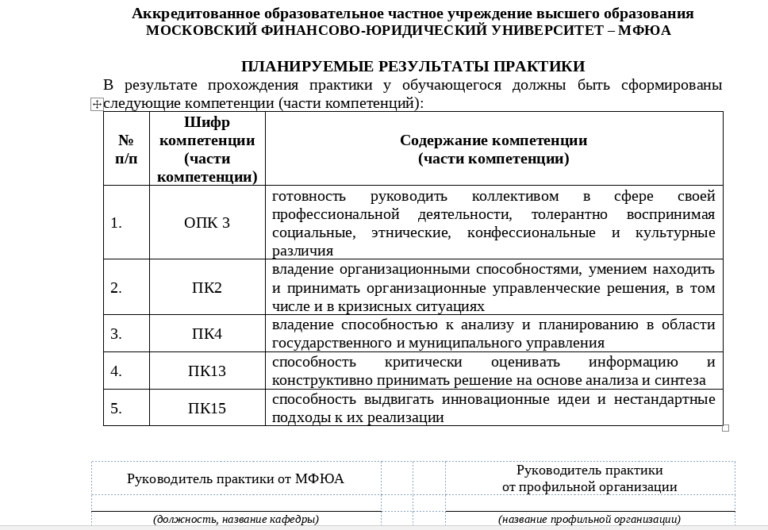 Аккредитованное образовательное частное учреждение высшего образования
МОСКОВСКИЙ ФИНАНСОВО-ЮРИДИЧЕСКИЙ УНИВЕРСИТЕТ – МФЮА
ПЛАНИРУЕМЫЕ РЕЗУЛЬТАТЫ ПРАКТИКИ
В результате прохождения практики у обучающегося должны быть сформированы
следующие компетенции (части компетенций):
№
п/п
Шифр
компетенции
(части
компетенции)
Содержание компетенции
(части компетенции)
1.
ОПК 3
готовность руководить коллективом в сфере своей
профессиональной деятельности, толерантно воспринимая
социальные, этнические, конфессиональные и культурные
различия
2.
ПК2
владение организационными способностями, умением находить
и принимать организационные управленческие решения, в том
числе и в кризисных ситуациях
3.
ПК4
владение способностью к анализу и планированию в области
государственного и муниципального управления
4.
ПК13
способность критически оценивать информацию и
конструктивно принимать решение на основе анализа и синтеза
5.
ПК15
способность выдвигать инновационные идеи и нестандартные
подходы к их реализации
Руководитель практики от МФЮА
Руководитель практики
от профильной организации
(должность, название кафедры)
(название профильной организации)